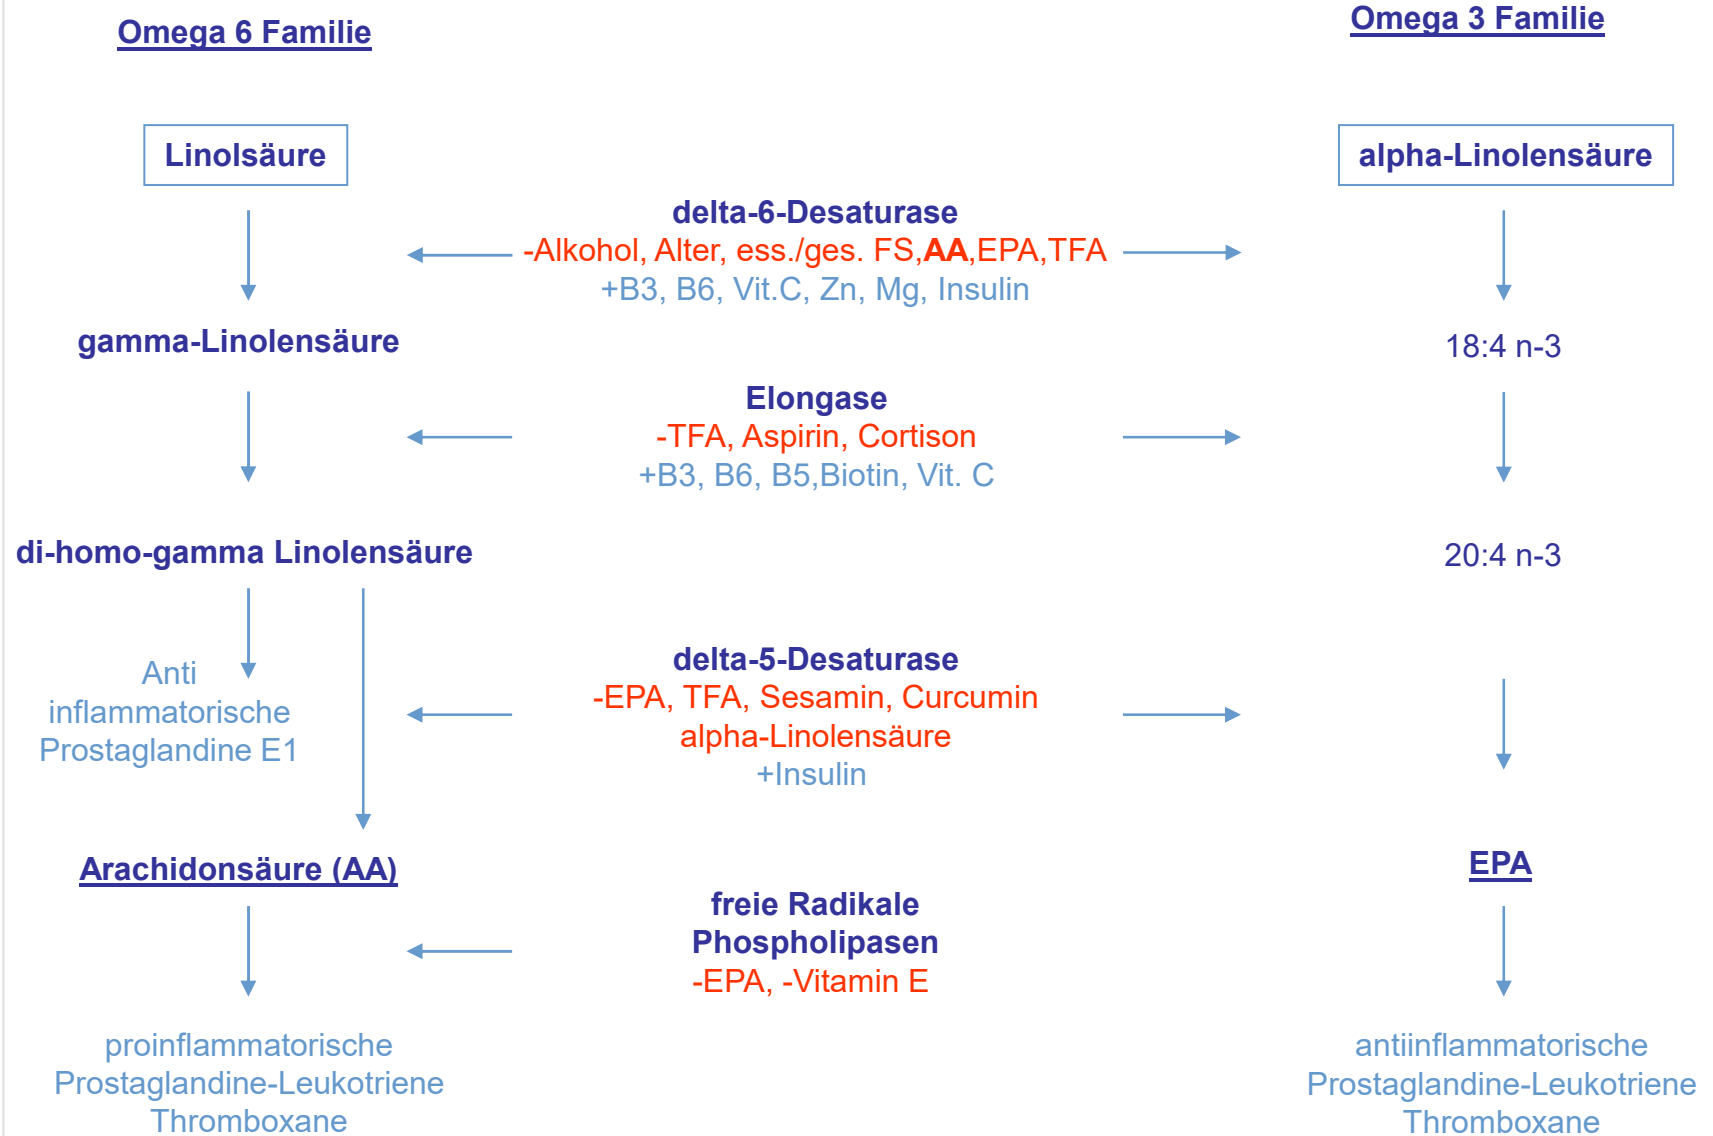 Omega 6 Familie
Omega 3 Familie
Linolsäure
alpha-Linolensäure
delta-6-Desaturase
-Alkohol, Alter, ess./ges. FS,AA,EPA,TFA
+B3, B6, Vit.C, Zn, Mg, Insulin
gamma-Linolensäure
18:4 n-3
Elongase
-TFA, Aspirin, Cortison
+B3, B6, B5,Biotin, Vit. C
di-homo-gamma Linolensäure
20:4 n-3
Anti
inflammatorische
Prostaglandine E1
delta-5-Desaturase
-EPA, TFA, Sesamin, Curcumin
alpha-Linolensäure
+Insulin
Arachidonsäure (AA)
EPA
freie Radikale
Phospholipasen
-EPA, -Vitamin E
proinflammatorische
Prostaglandine-Leukotriene
Thromboxane
antiinflammatorische
Prostaglandine-Leukotriene
Thromboxane